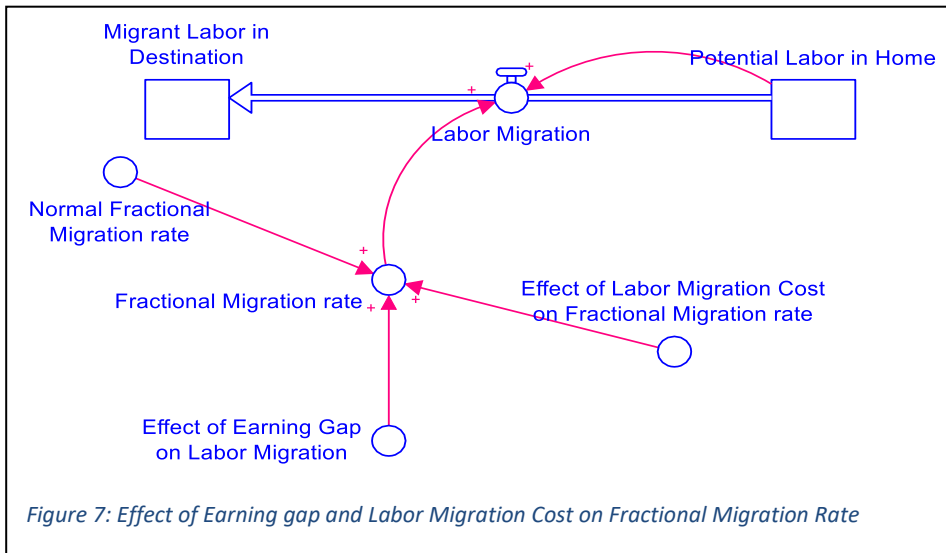 Migrant Labor in
Destination
Potential Labor in Home
+
+
Labor Migration
Normal Fractional
Migration rate
+
Fractional Migration rate
+
+
Effect of Labor Migration Cost
on Fractional Migration rate
Effect of Earning Gap
on Labor Migration
Figure 7: Effect of Earning gap and Labor Migration Cost on Fractional Migration Rate